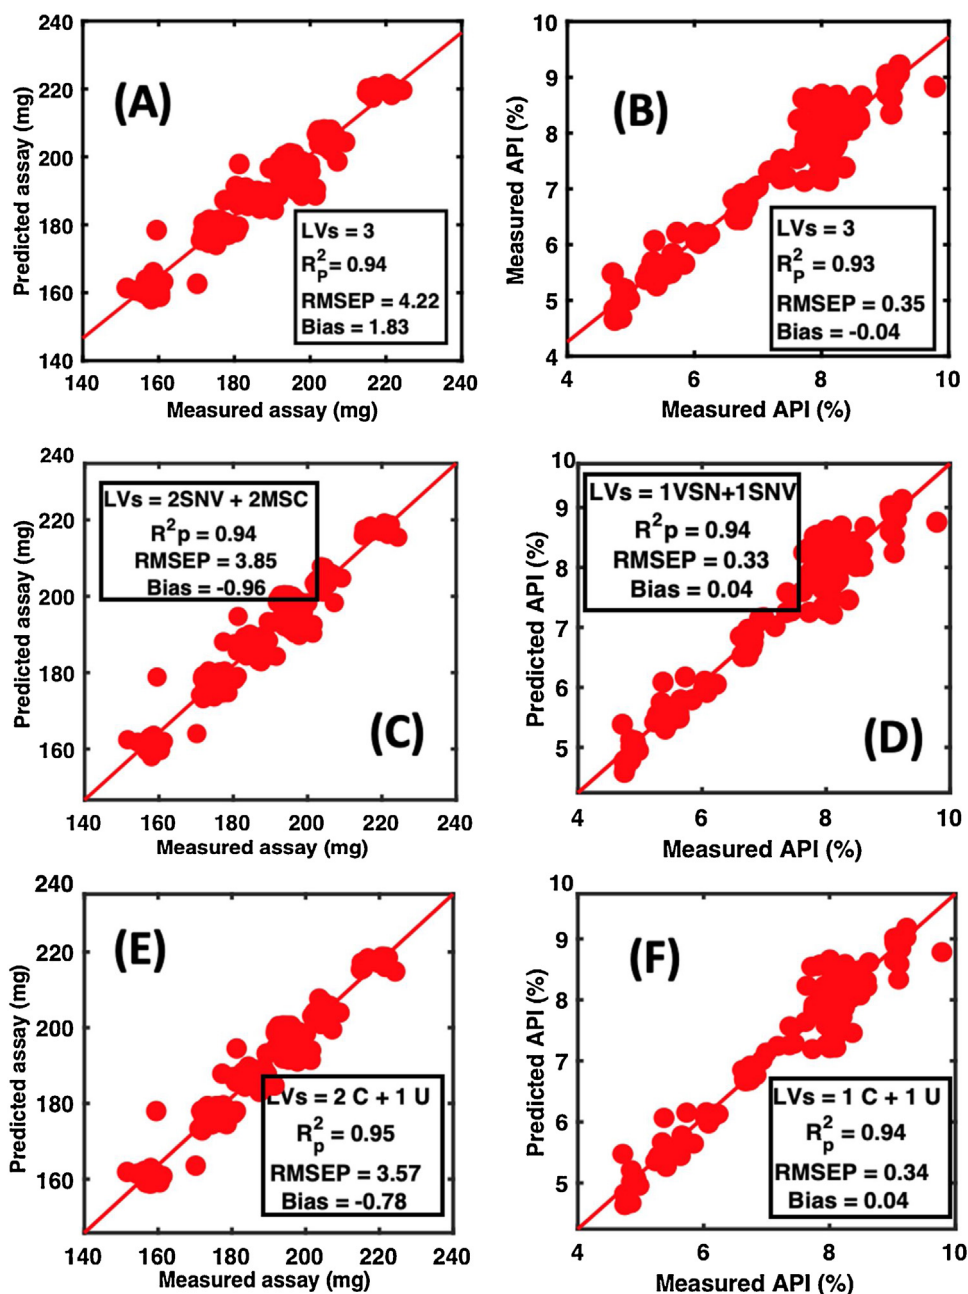 (A)
Predicted assay (mg)
240
220
200
180
160
140
LVs = 3
R²P = 0.94
RMSEP = 4.22
Bias = 1.83
140 160 180 200 220 240
Measured assay (mg)
(B)
Measured API (%)
10
9
8
7
6
5
4
LVs = 3
R²P = 0.93
RMSEP = 0.35
Bias = -0.04
4 6 8 10
Measured API (%)
(C)
Predicted assay (mg)
240
220
200
180
160
LVs = 2SNV + 2MSC
R²p = 0.94
RMSEP = 3.85
Bias = -0.96
140 160 180 200 220 240
Measured assay (mg)
(D)
Predicted API (%)
10
9
8
7
6
5
LVs = 1VSN+1SNV
R²p = 0.94
RMSEP = 0.33
Bias = 0.04
4 6 8 10
Measured API (%)
(E)
Predicted assay (mg)
240
220
200
180
160
LVs = 2 C + 1 U
R²p = 0.95
RMSEP = 3.57
Bias = -0.78
140 160 180 200 220 240
Measured assay (mg)
(F)
Predicted API (%)
10
9
8
7
6
5
LVs = 1 C + 1 U
R²p = 0.94
RMSEP = 0.34
Bias = 0.04
4 6 8 10
Measured API (%)